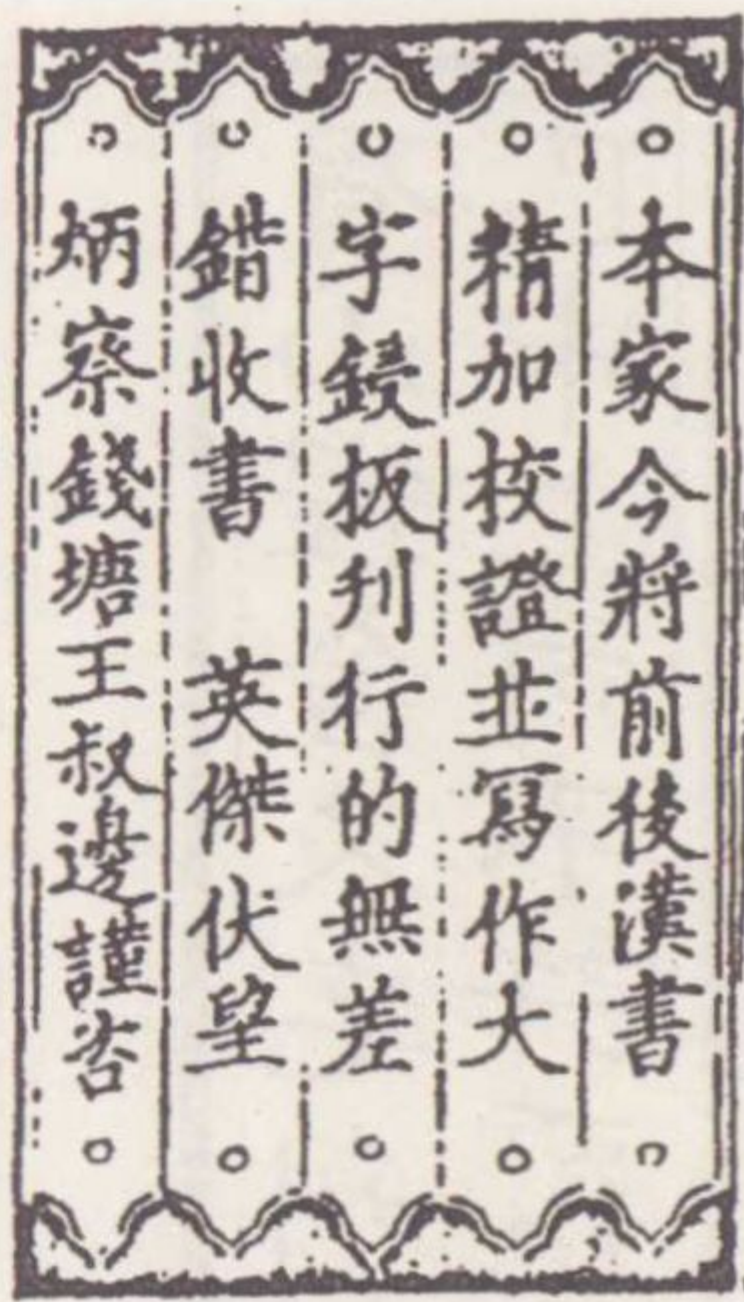 本家今將前後漢書
精加校證並寫作大
字鋟板刋行的無差
錯收書　英傑伏望
炳察錢塘王叔邊謹咨